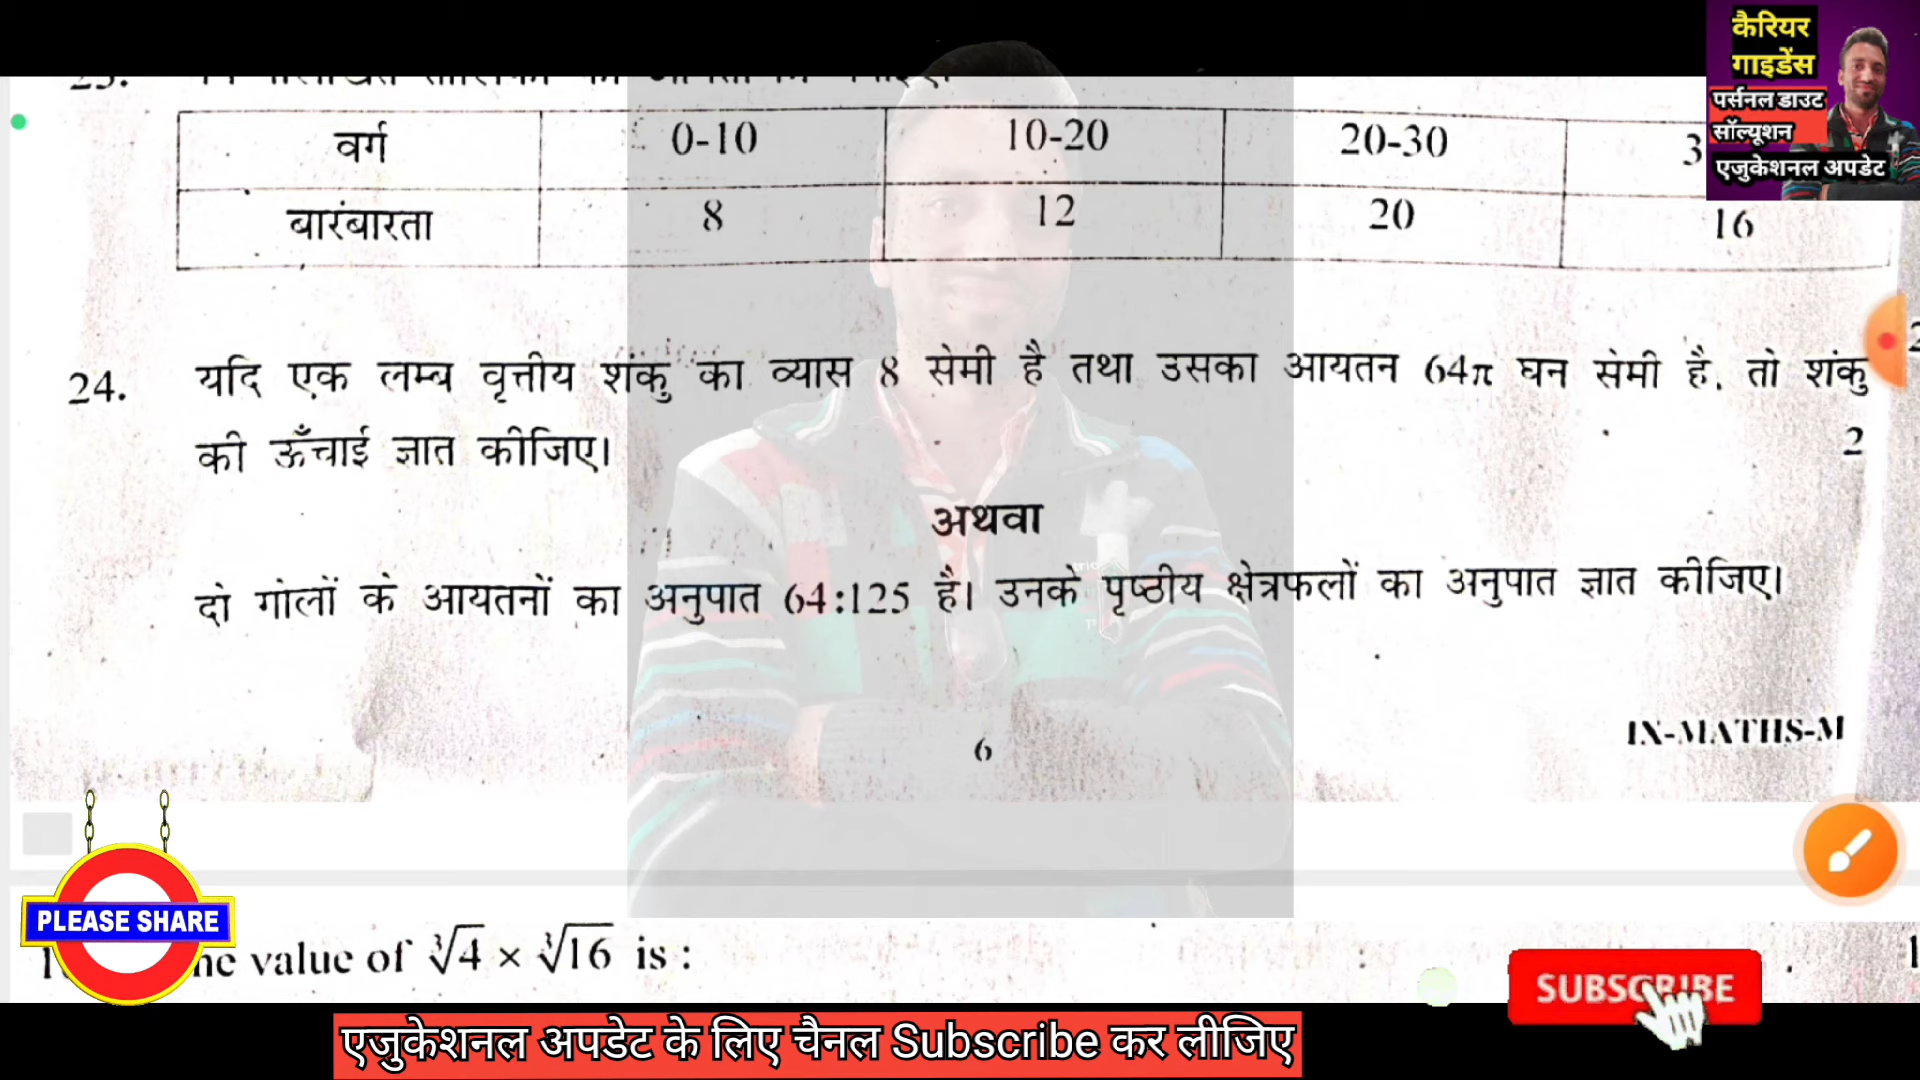 कैरियर
गाइडेंस
पर्सनल डाउट
सॉल्यूशन
एजुकेशनल अपडेट
वर्ग 0-10 10-20 20-30 3
बारंबारता 8 12 20 16
24. यदि एक लम्ब वृत्तीय शंकु का व्यास 8 सेमी है तथा उसका आयतन 64π घन सेमी है, तो शंकु
की ऊँचाई ज्ञात कीजिए। 2
अथवा
दो गोलों के आयतनों का अनुपात 64:125 है। उनके पृष्ठीय क्षेत्रफलों का अनुपात ज्ञात कीजिए।
6
IX-MATHS-M
PLEASE SHARE
value of ∛4 × ∛16 is :
SUBSCRIBE
एजुकेशनल अपडेट के लिए चैनल Subscribe कर लीजिए